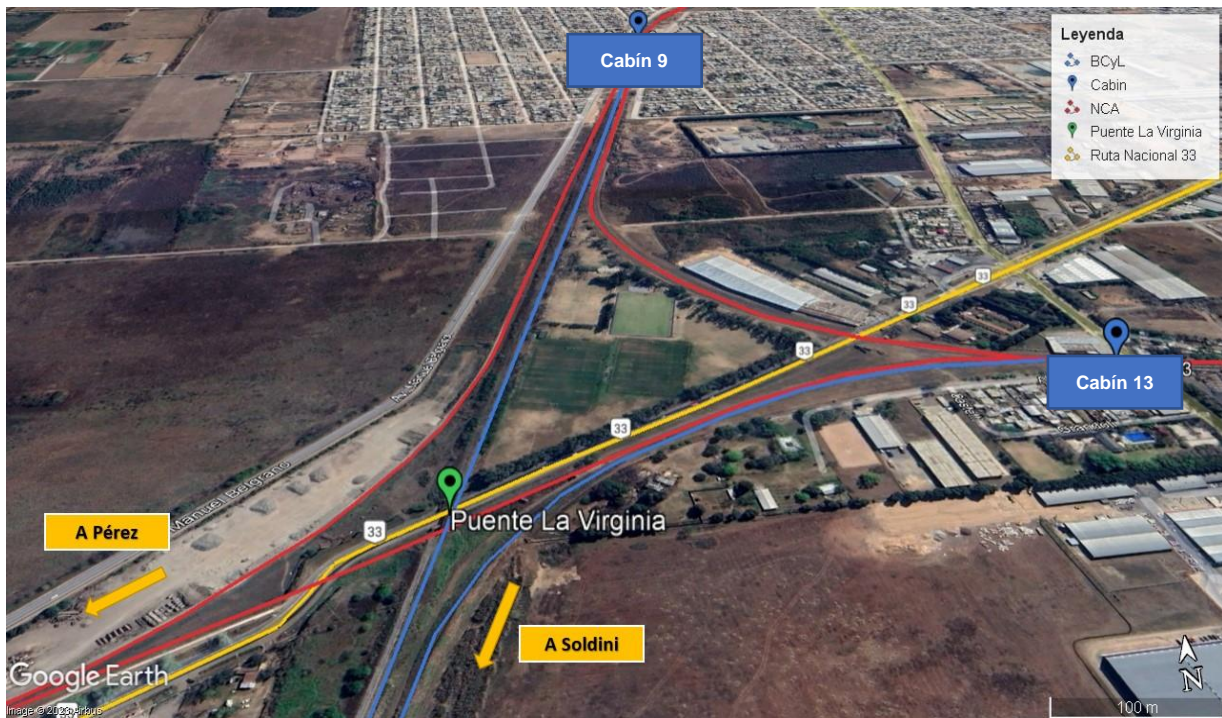 Cabín 9
Leyenda
BCyL
Cabin
NCA
Puente La Virginia
Ruta Nacional 33
33
33
33
Cabín 13
3
33
Puente La Virginia
33
Manuel Belgrano
A Pérez
A Soldini
Google Earth
N
100 m